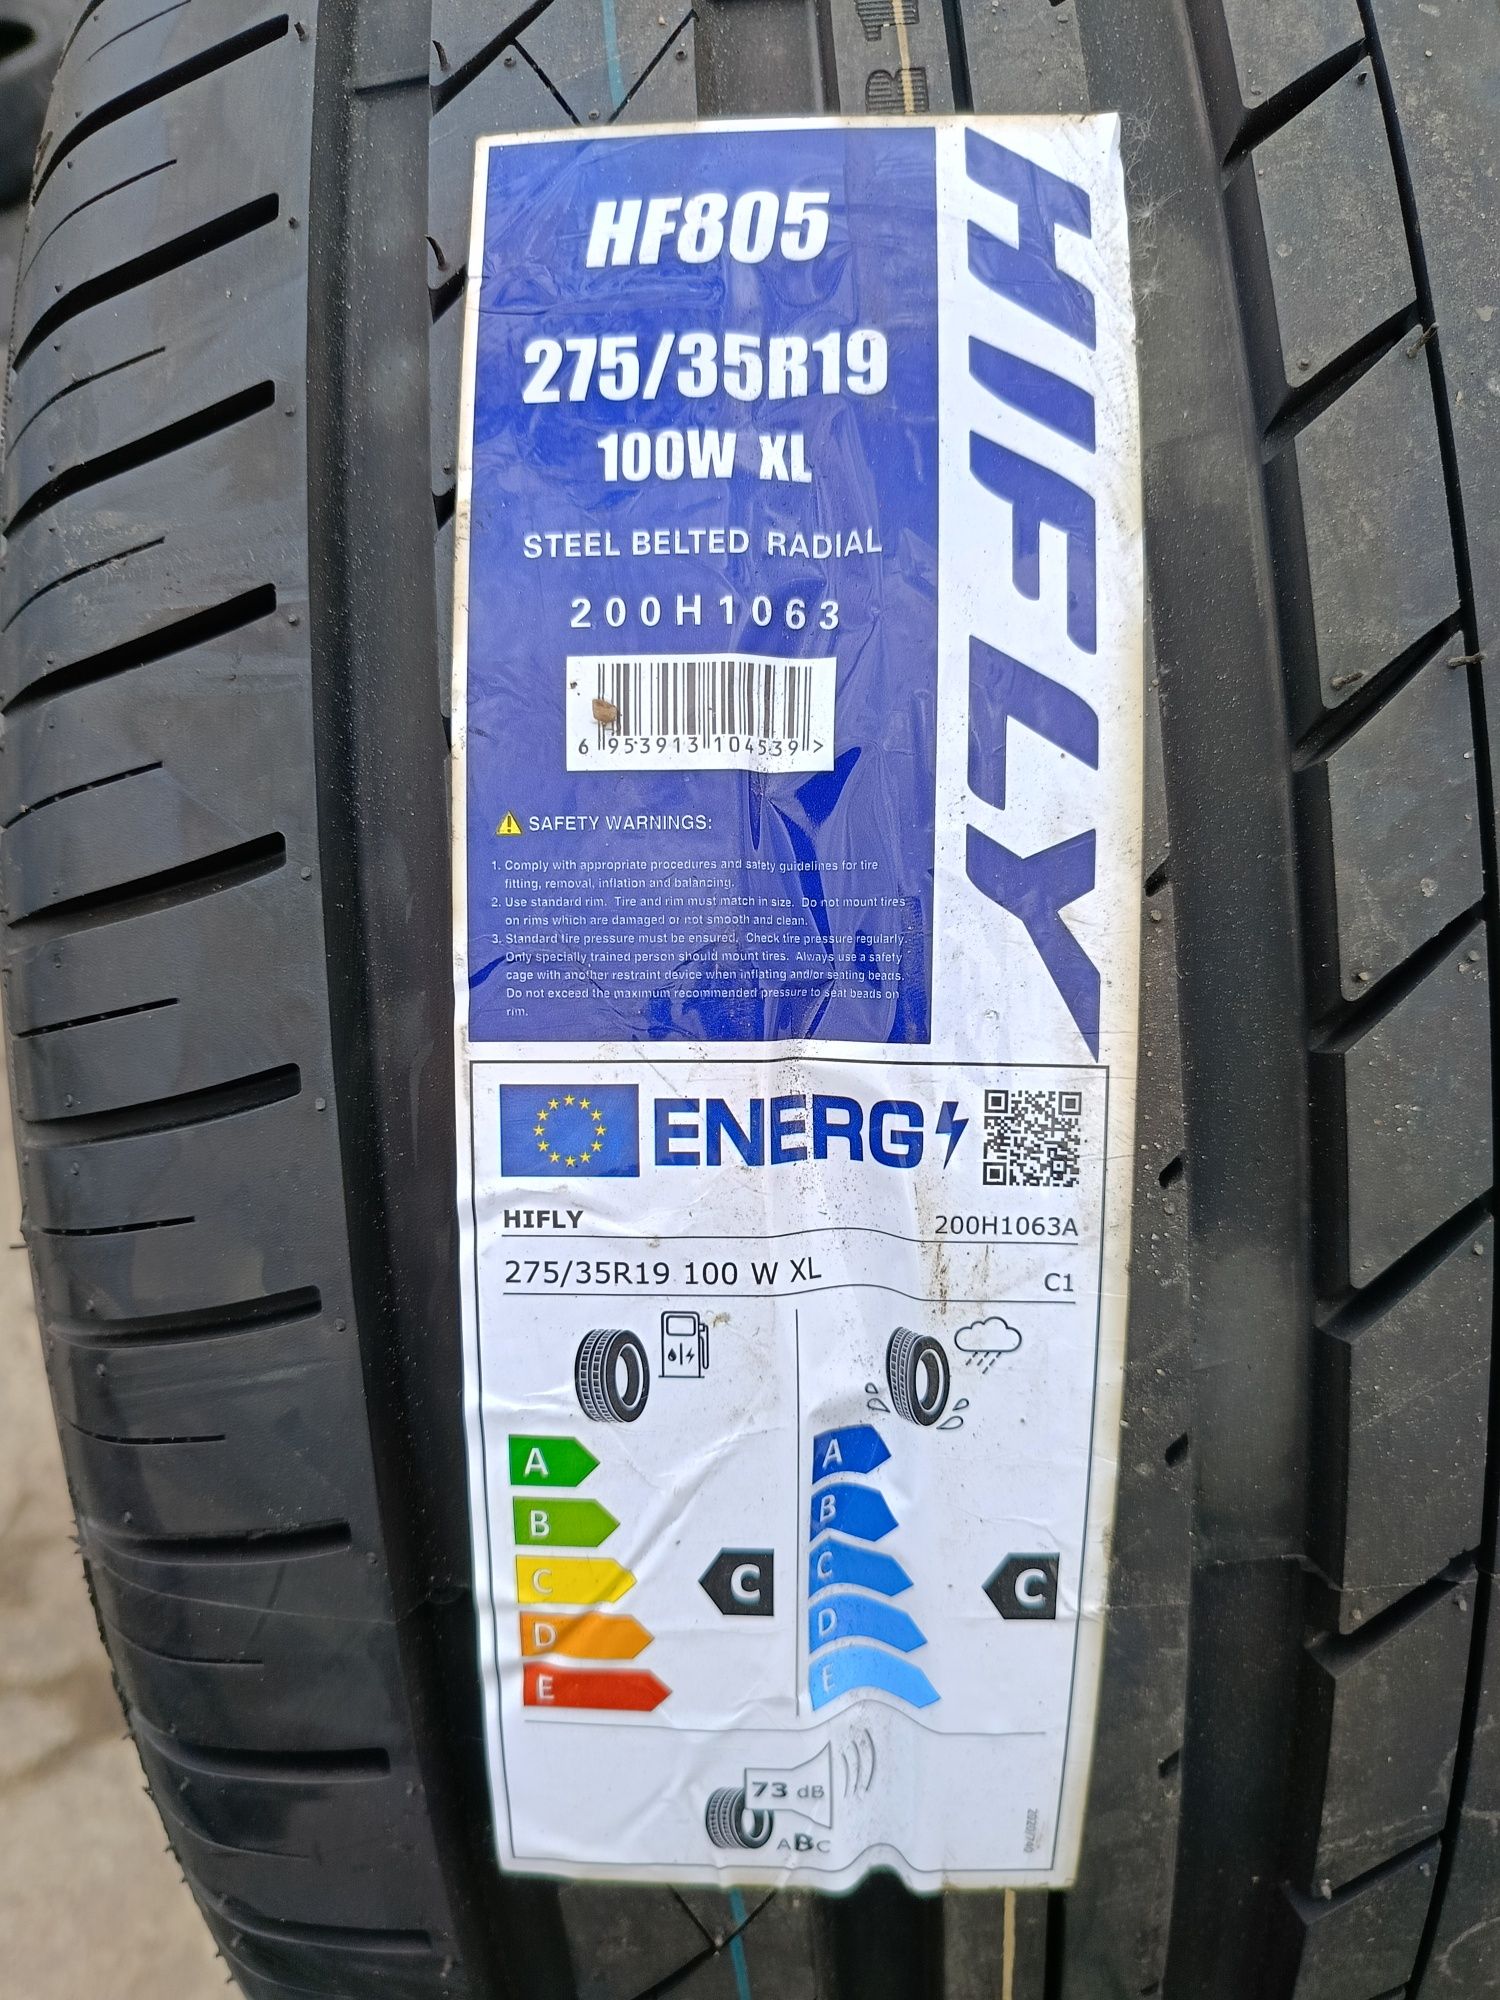 HF805
275/35R19
100W XL
STEEL BELTED RADIAL
200H1063
6 953913 104539 >
SAFETY WARNINGS:
1. Comply with appropriate procedures and safety guidelines for tire
fitting, removal, inflation and balancing.
2. Use standard rim. Tire and rim must match in size. Do not mount tires
on rims which are damaged or not smooth and clean.
3. Standard tire pressure must be ensured. Check tire pressure regularly.
Only specially trained person should mount tires. Always use a safety
cage with another restraint device when inflating and/or seating beads.
Do not exceed the maximum recommended pressure to seat beads on
rim.
HIFLY
ENERG
HIFLY 200H1063A
275/35R19 100 W XL C1
A
B
C
D
E
C
A
B
C
D
E
C
73 dB
ABC
2020/740